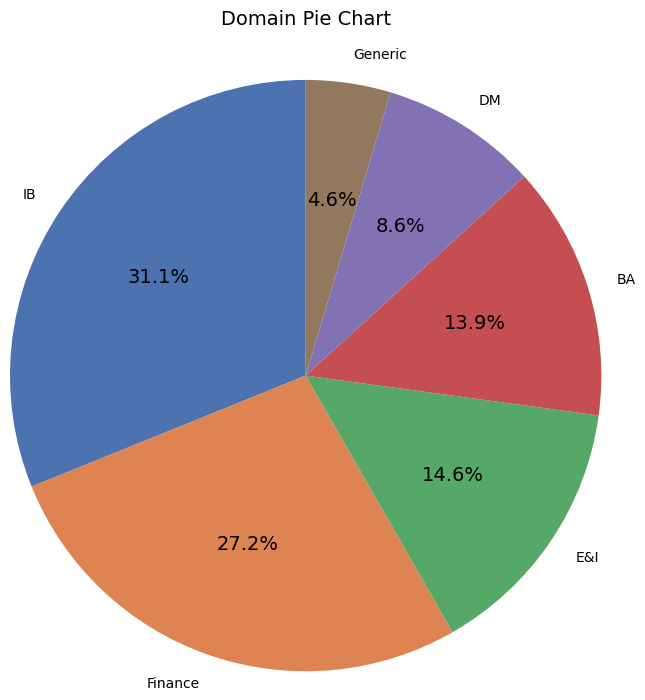 Domain Pie Chart
Generic
DM
IB
4.6%
8.6%
31.1%
BA
13.9%
14.6%
27.2%
E&I
Finance